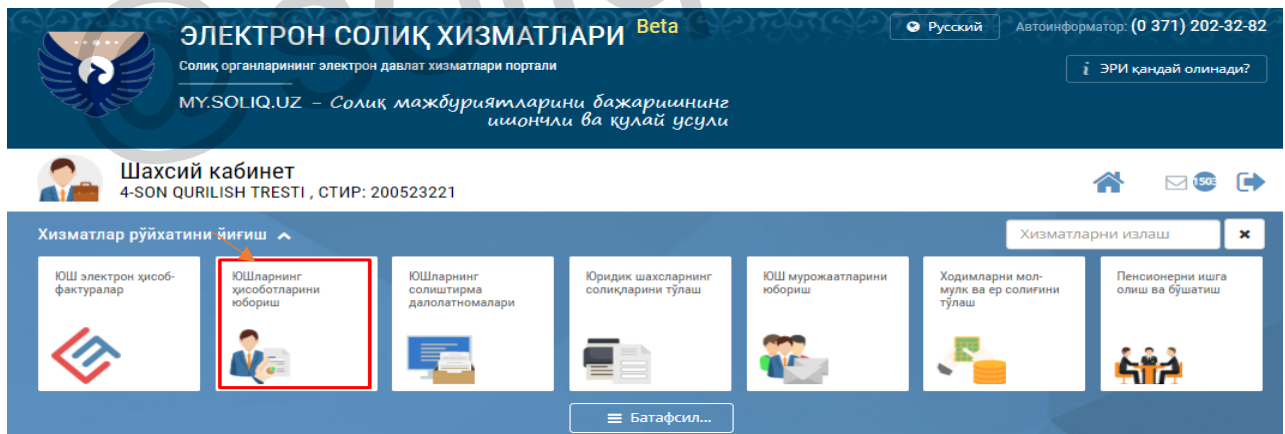 ЭЛЕКТРОН СОЛИҚ ХИЗМАТЛАРИ Beta
Русский
Автоинформатор: (0 371) 202-32-82
Солиқ органларининг электрон давлат хизматлари портали
ЭРИ қандай олинади?
MY.SOLIQ.UZ – Солиқ мажбуриятларини бажаришнинг
ишончли ва қулай усули
Шахсий кабинет
4-SON QURILISH TRESTI , СТИР: 200523221
1503
Хизматлар рўйхатини йиғиш
Хизматларни излаш
ЮШ электрон ҳисоб-
фактуралар
ЮШларнинг
ҳисоботларини
юбориш
ЮШларнинг
солиштирма
далолатномалари
Юридик шахсларнинг
солиқларини тўлаш
ЮШ мурожаатларини
юбориш
Ходимларни мол-
мулк ва ер солиғини
тўлаш
Пенсионерни ишга
олиш ва бўшатиш
Батафсил...